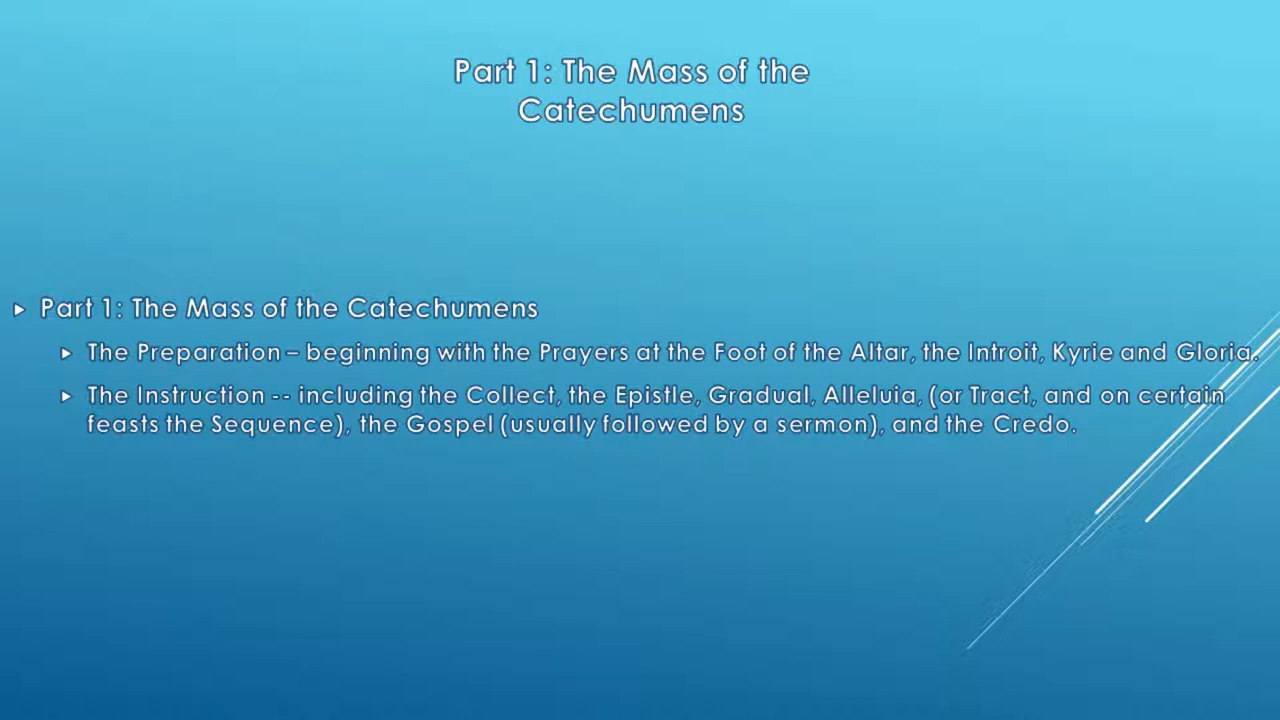 Part 1: The Mass of the
Catechumens
Part 1: The Mass of the Catechumens
The Preparation – beginning with the Prayers at the Foot of the Altar, the Introit, Kyrie and Gloria.
The Instruction -- including the Collect, the Epistle, Gradual, Alleluia, (or Tract, and on certain
feasts the Sequence), the Gospel (usually followed by a sermon), and the Credo.